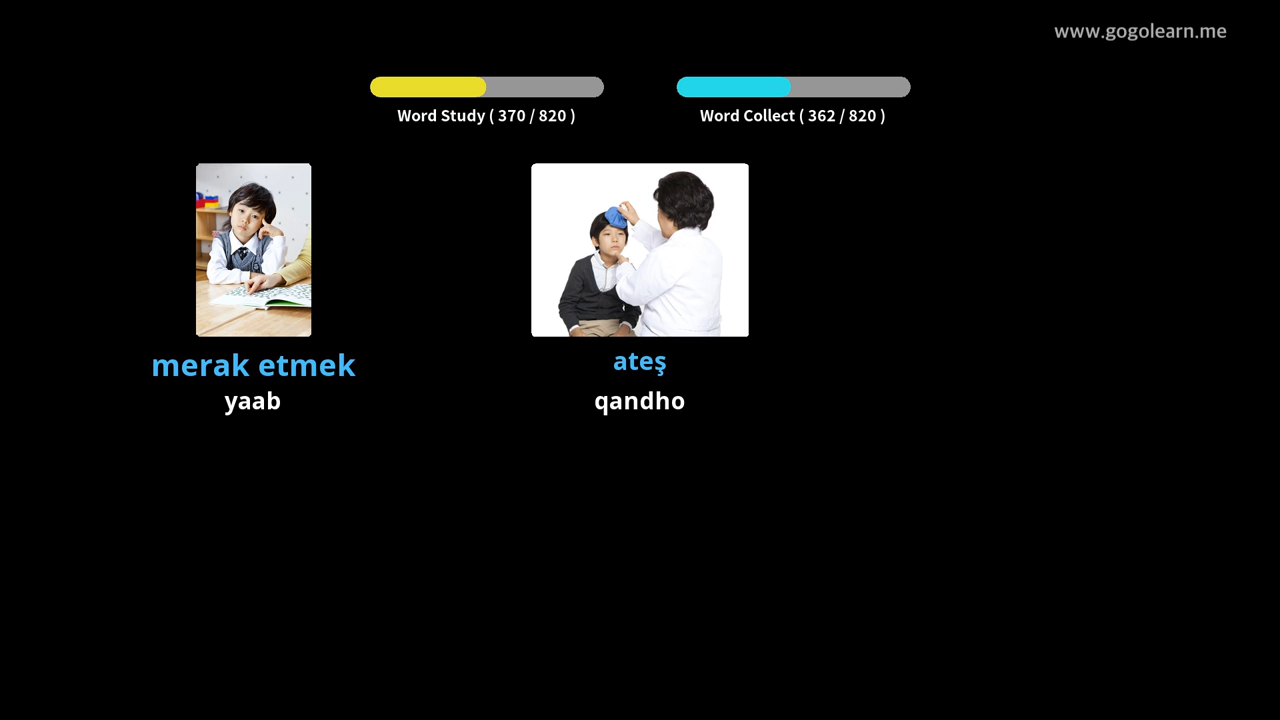 www.gogolearn.me
Word Study ( 370 / 820 )
Word Collect ( 362 / 820 )
merak etmek
yaab
ateş
qandho